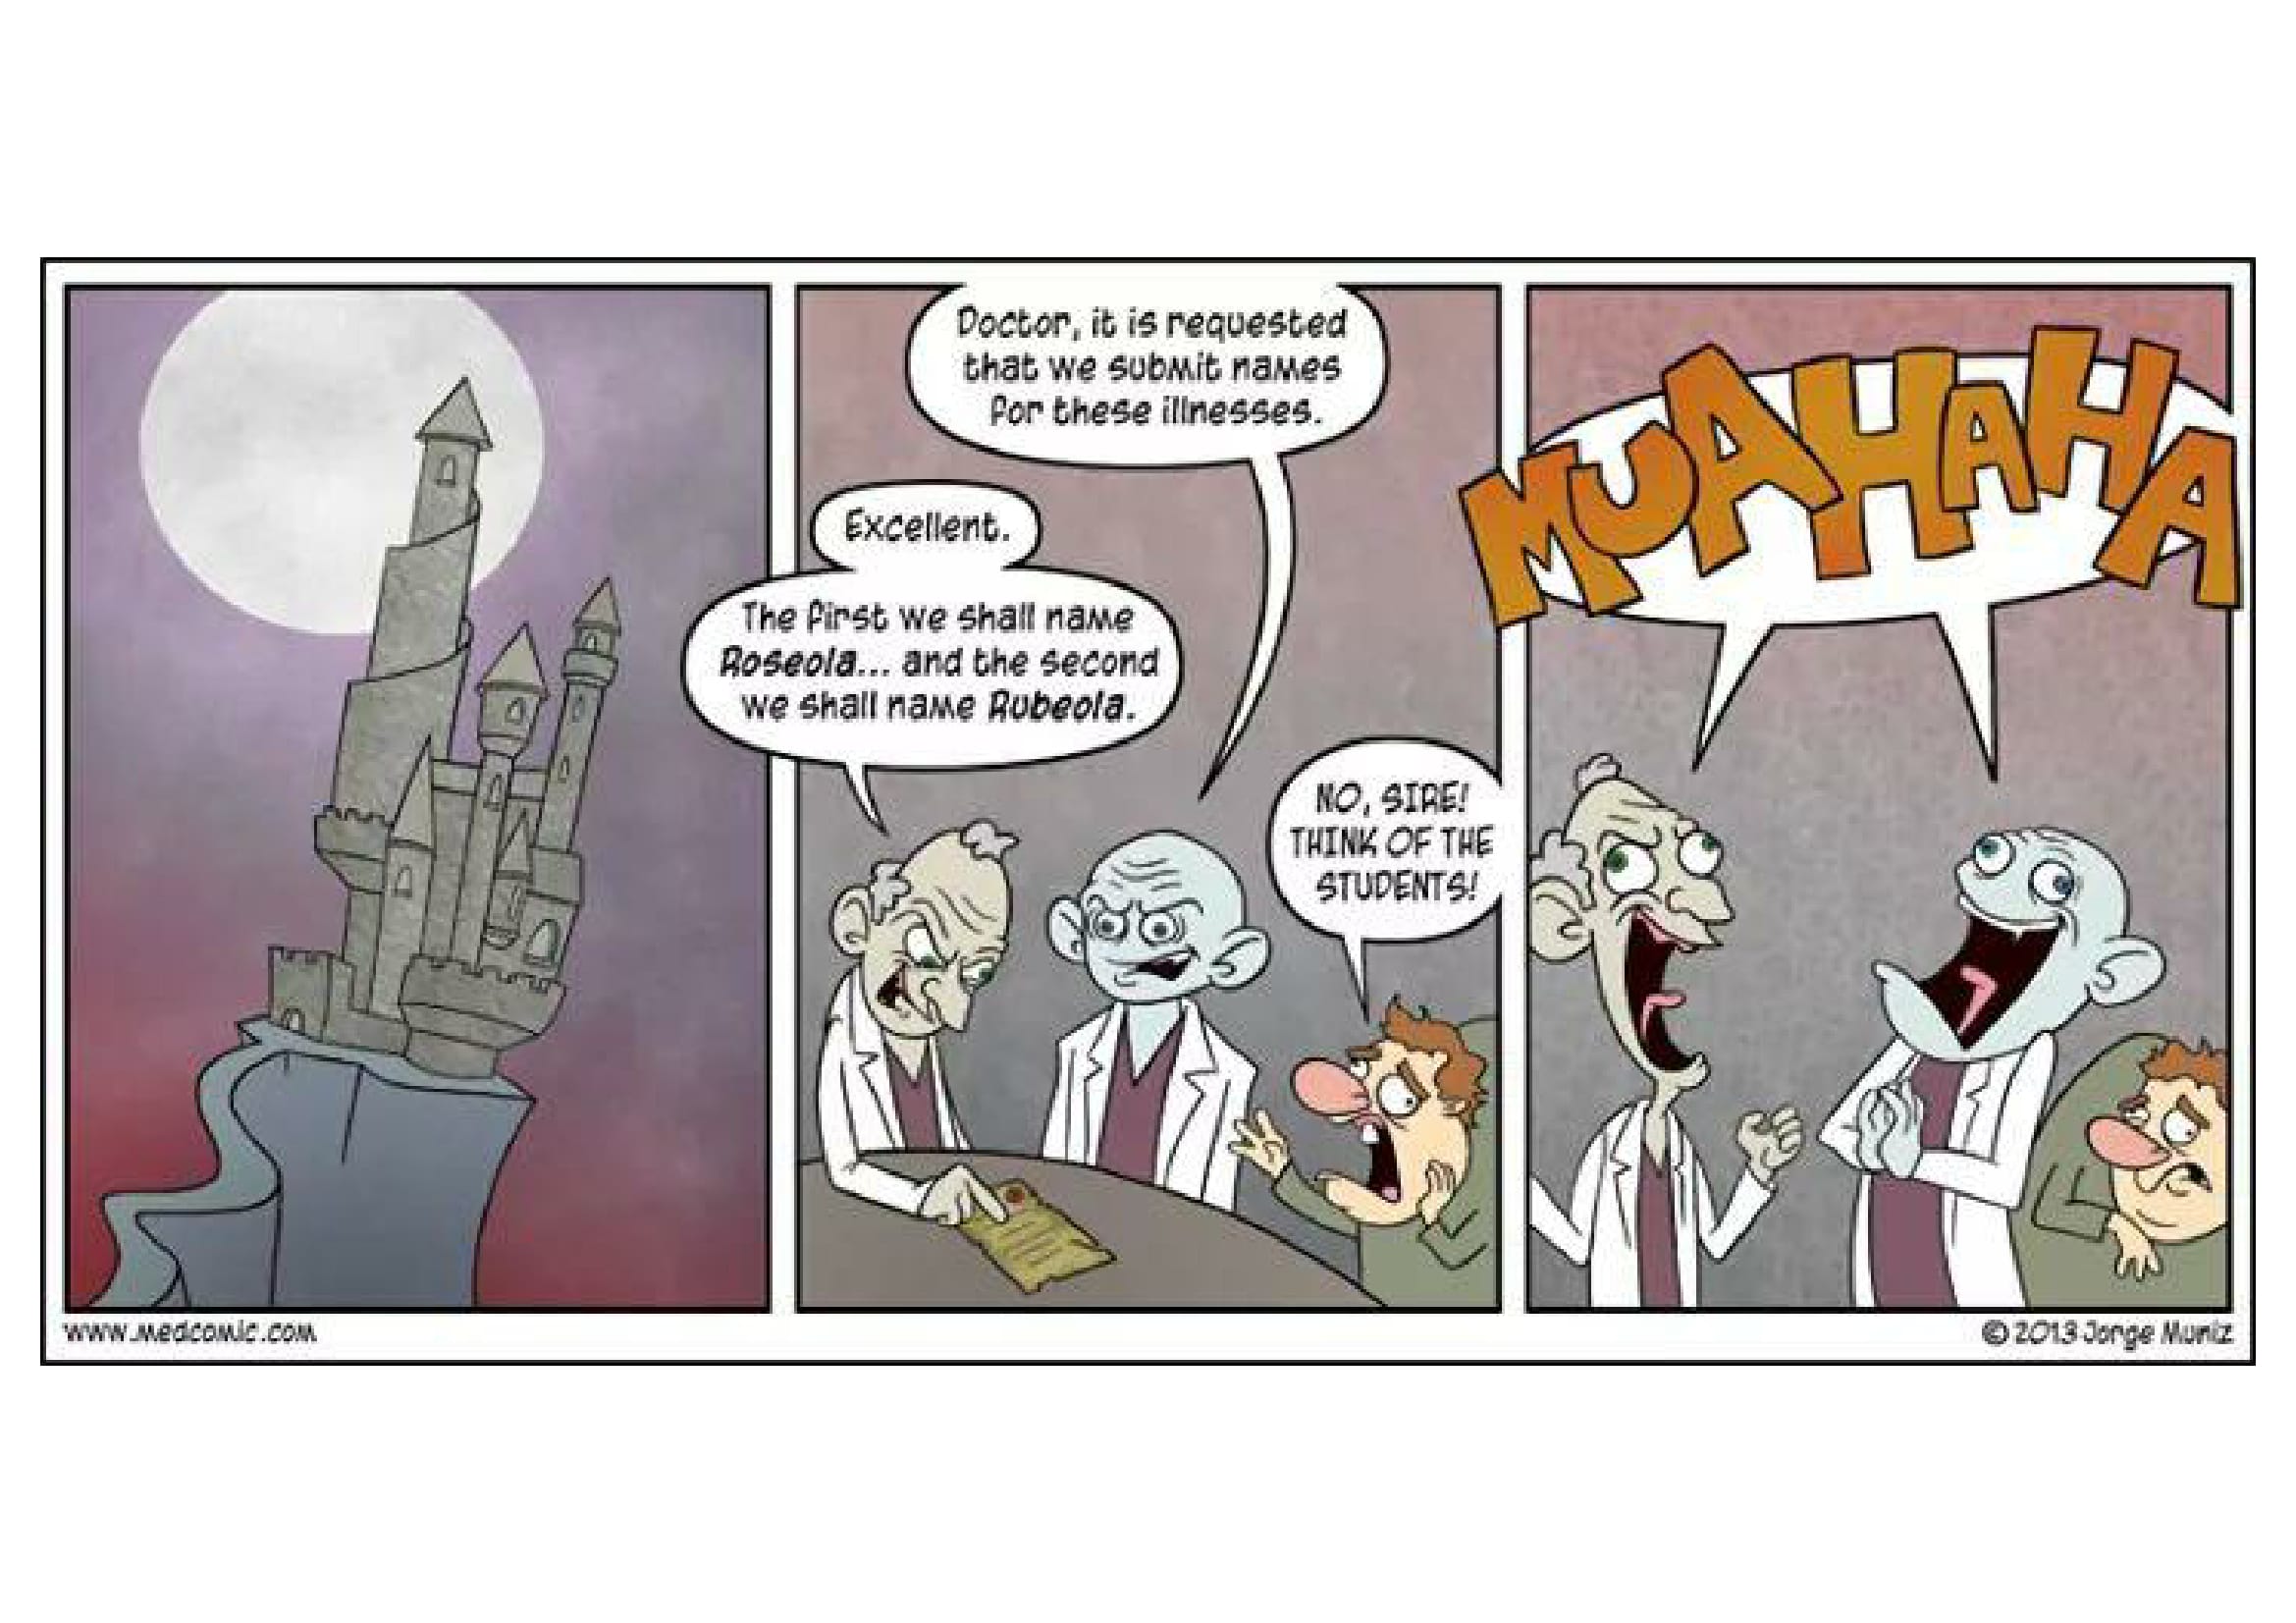 Doctor, it is requested
that we submit names
for these illnesses.
Excellent.
The first we shall name
Roseola... and the second
we shall name Rubeola.
NO, SIRE!
THINK OF THE
STUDENTS!
MUAHAHAHA
www.medcomic.com
© 2013 Jorge Muniz